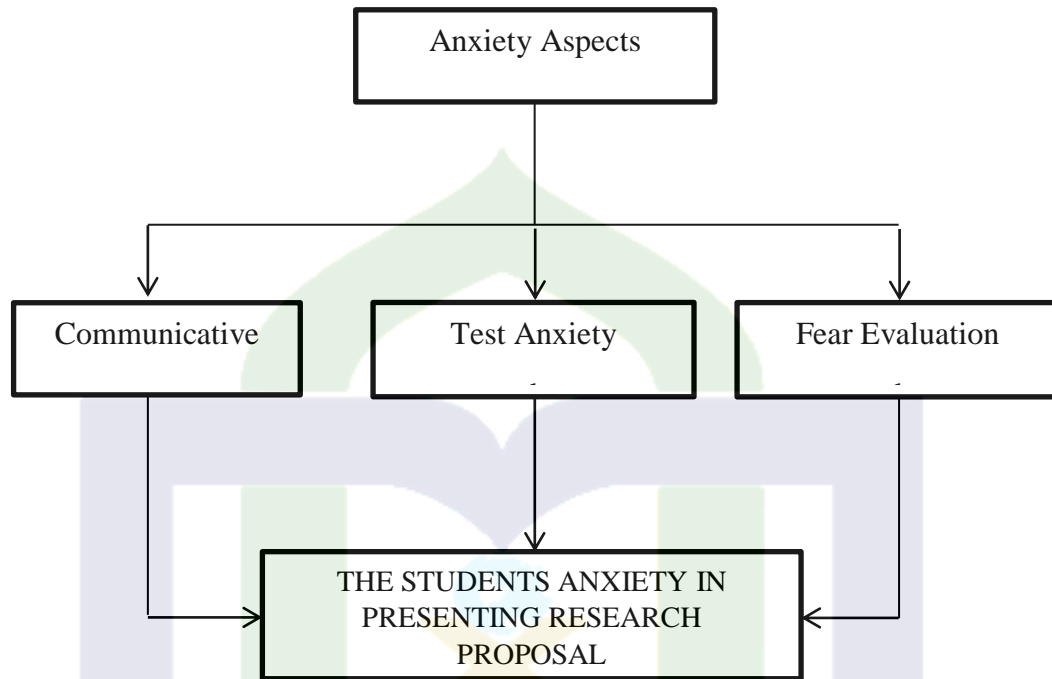 Anxiety Aspects
Communicative
Test Anxiety
Fear Evaluation
THE STUDENTS ANXIETY IN
PRESENTING RESEARCH
PROPOSAL